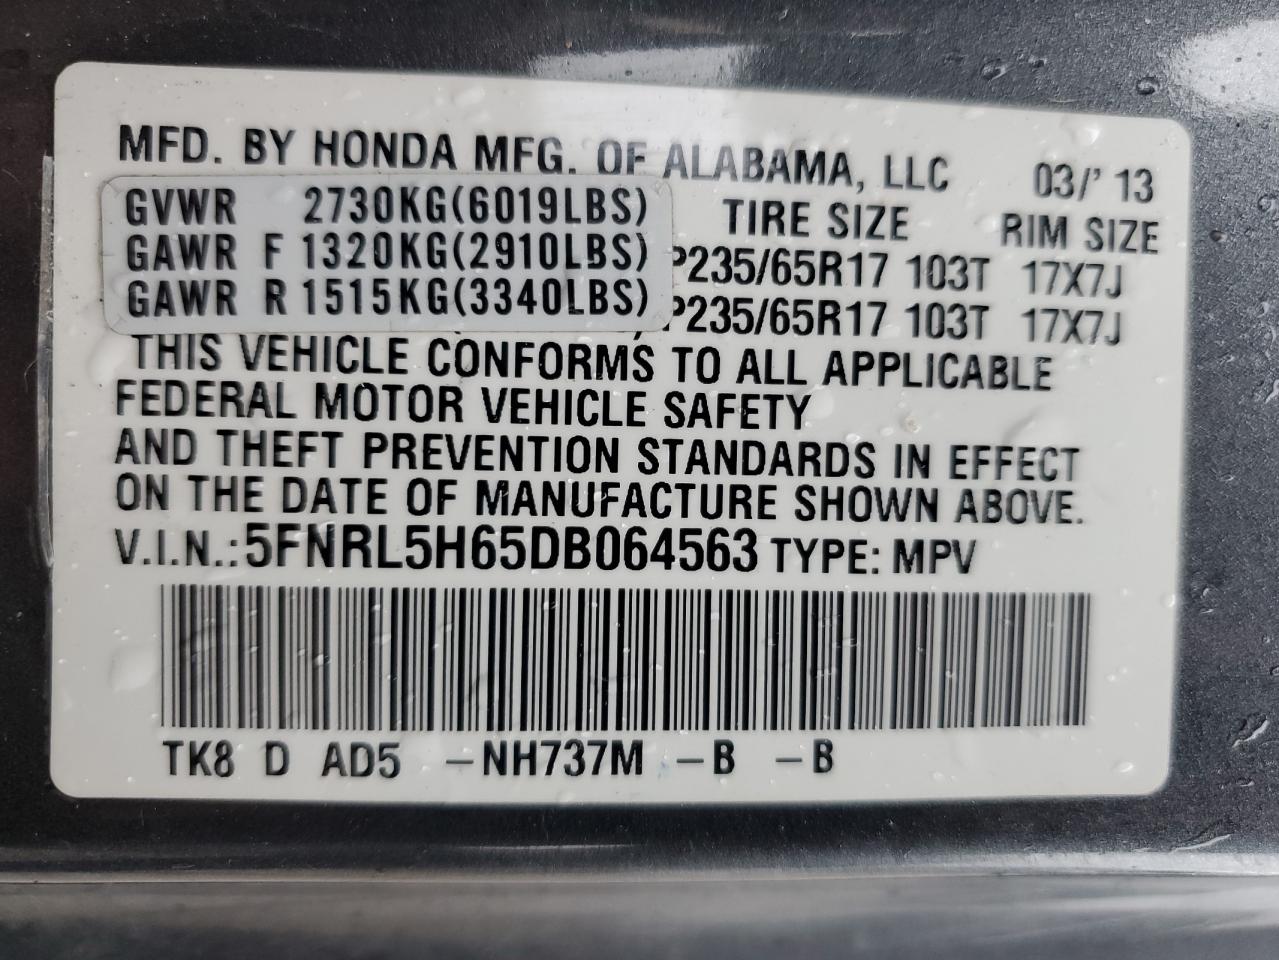 MFD. BY HONDA MFG. OF ALABAMA, LLC 03/' 13
GVWR 2730KG(6019LBS) TIRE SIZE RIM SIZE
GAWR F 1320KG(2910LBS) P235/65R17 103T 17X7J
GAWR R 1515KG(3340LBS) P235/65R17 103T 17X7J
THIS VEHICLE CONFORMS TO ALL APPLICABLE
FEDERAL MOTOR VEHICLE SAFETY
AND THEFT PREVENTION STANDARDS IN EFFECT
ON THE DATE OF MANUFACTURE SHOWN ABOVE.
V.I.N.:5FNRL5H65DB064563 TYPE: MPV
TK8 D AD5 –NH737M –B –B